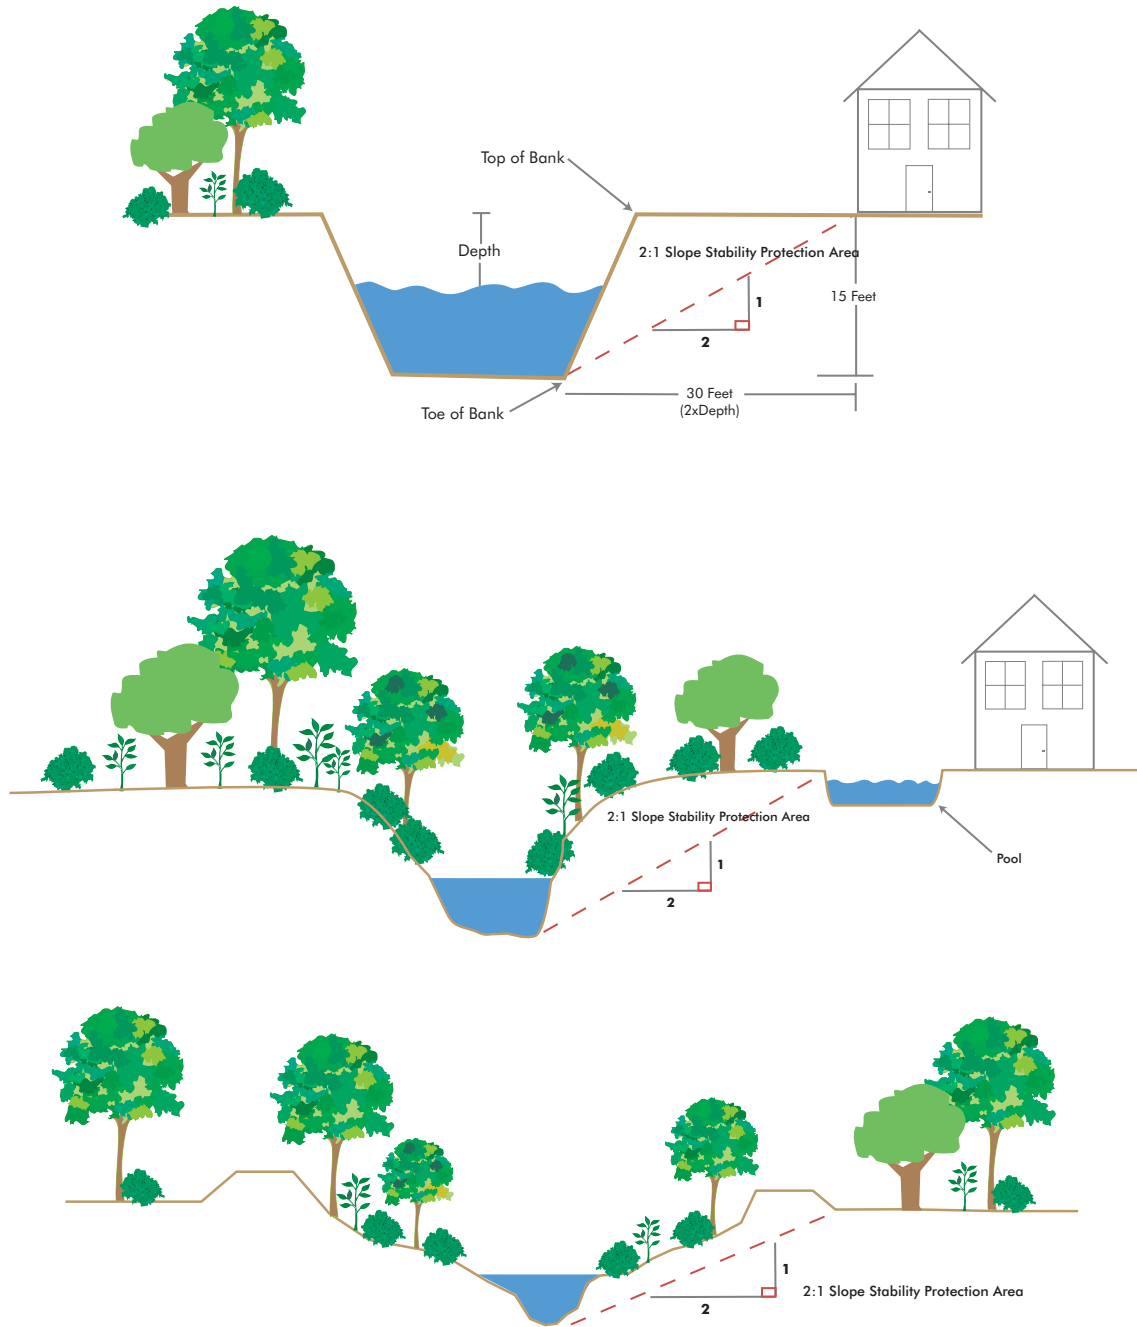 Top of Bank
Depth
2:1 Slope Stability Protection Area
1
2
15 Feet
30 Feet
(2xDepth)
Toe of Bank
2:1 Slope Stability Protection Area
1
2
Pool
1
2
2:1 Slope Stability Protection Area